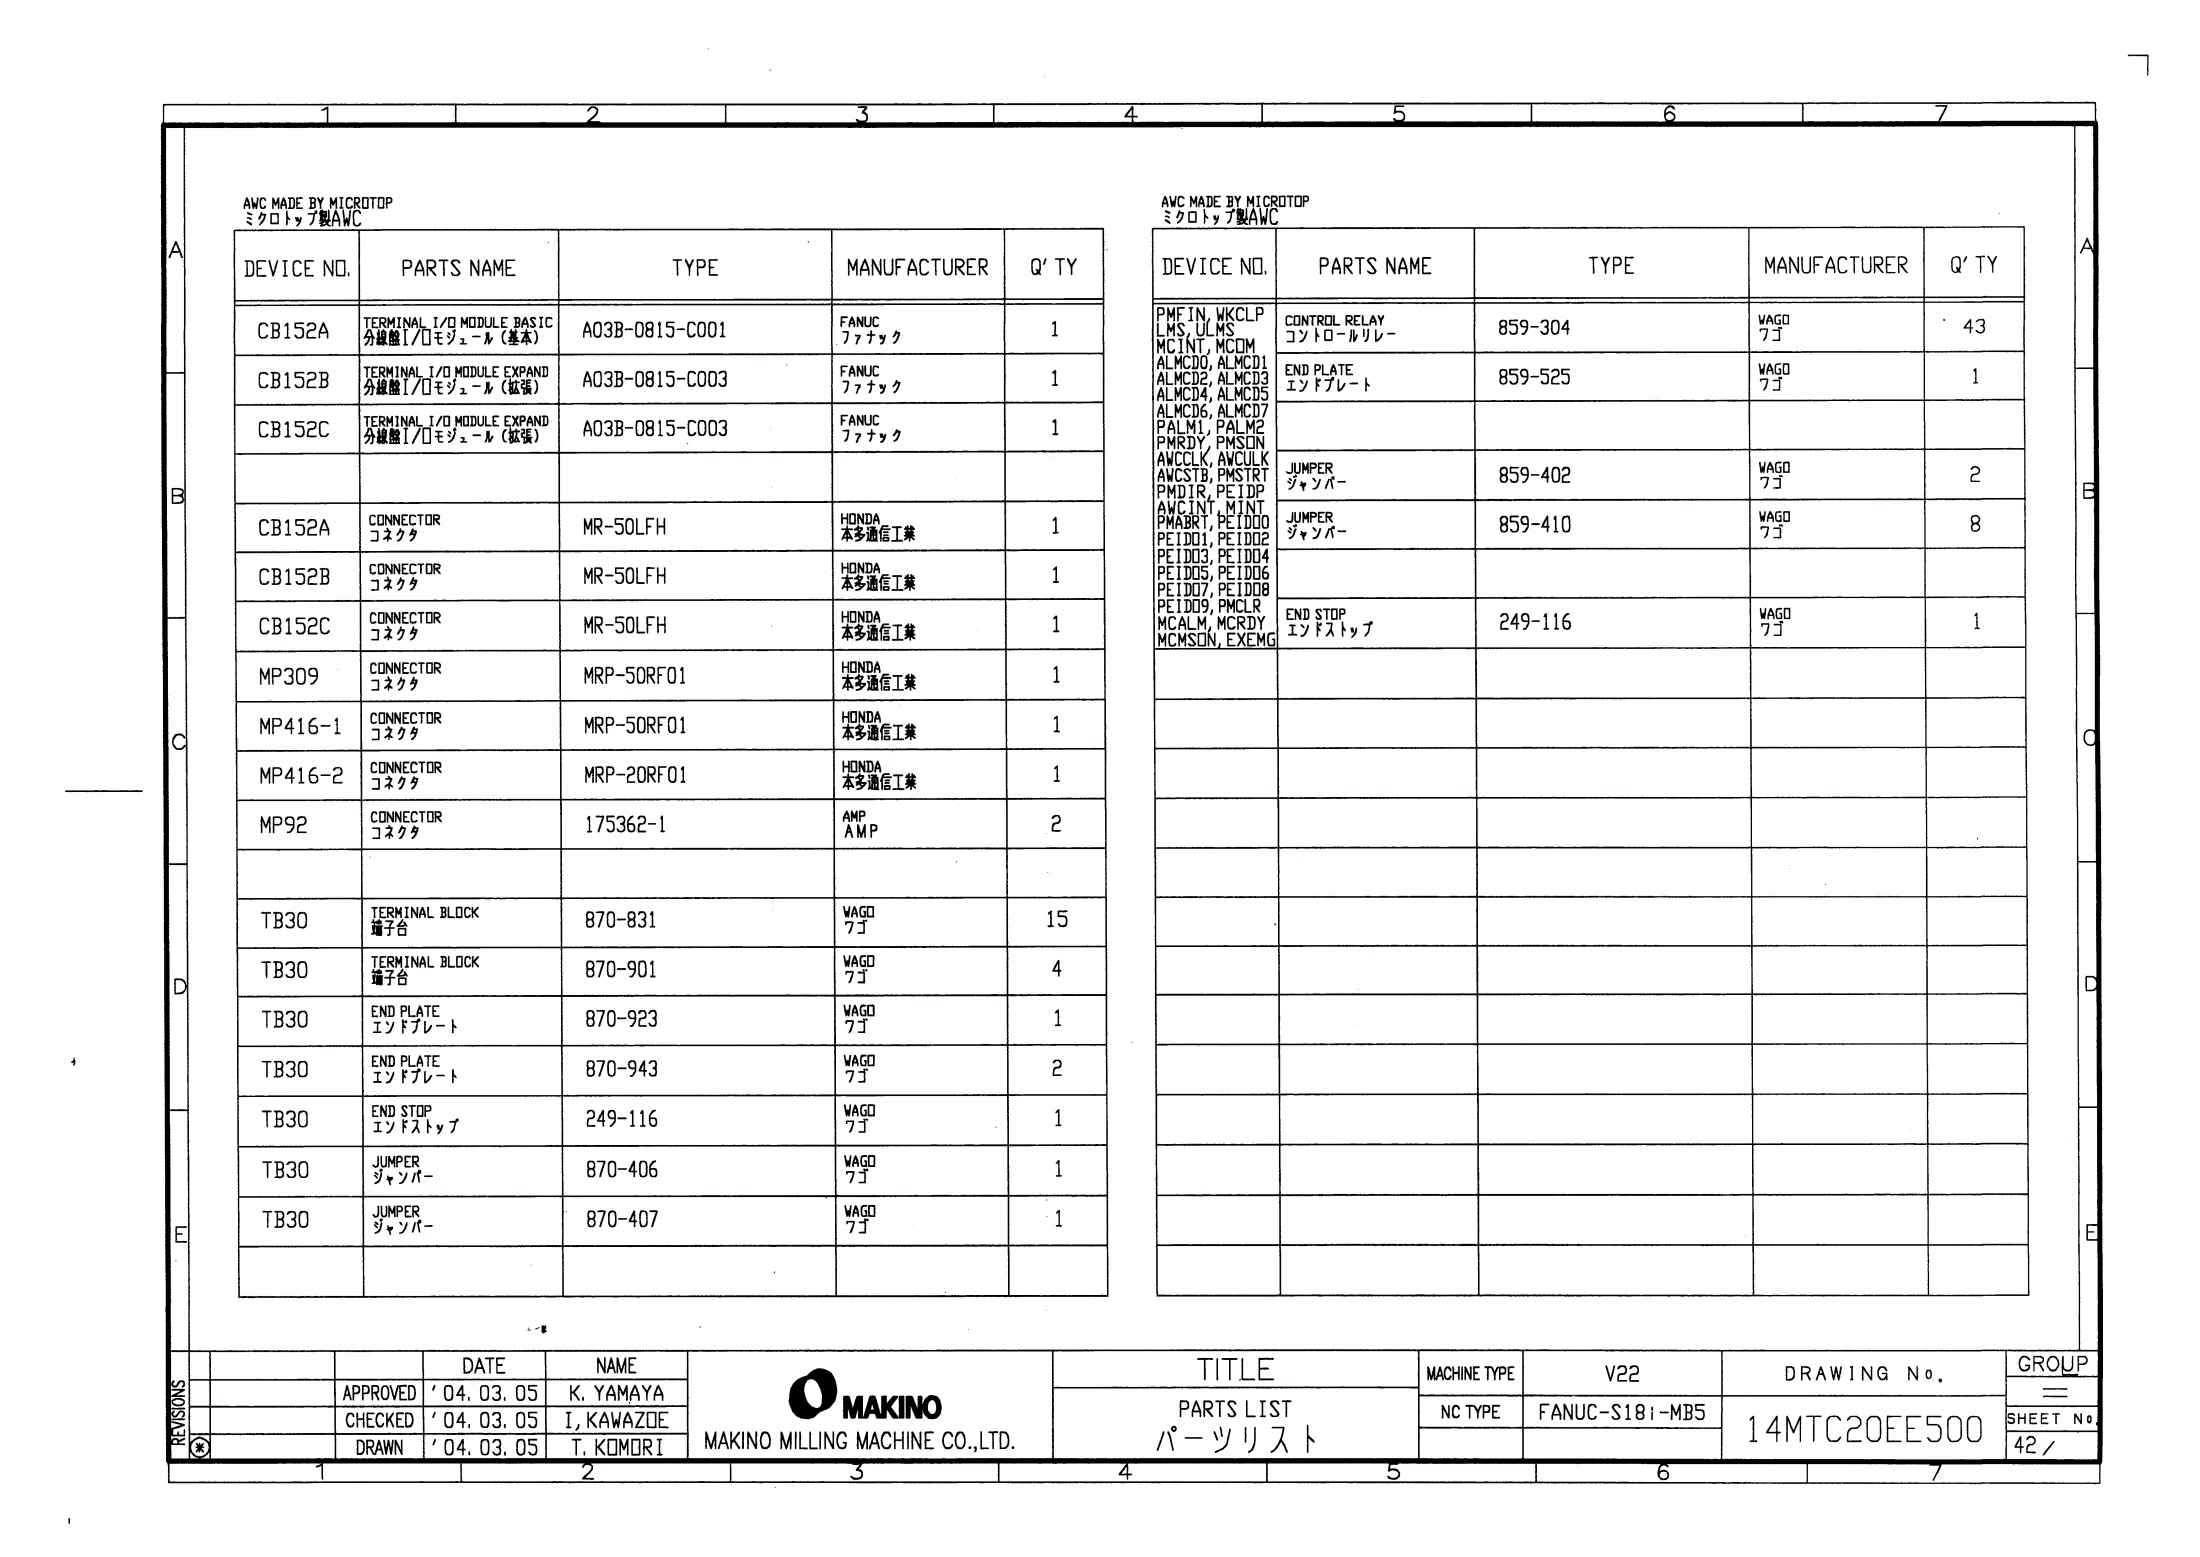 1 2 3 4 5 6 7
AWC MADE BY MICROTOP
ミクロトップ製AWC
DEVICE NO. PARTS NAME TYPE MANUFACTURER Q'TY
CB152A TERMINAL I/O MODULE BASIC A03B-0815-C001 FANUC 1
分線盤I/Oモジュール(基本) ファナック
CB152B TERMINAL I/O MODULE EXPAND A03B-0815-C003 FANUC 1
分線盤I/Oモジュール(拡張) ファナック
CB152C TERMINAL I/O MODULE EXPAND A03B-0815-C003 FANUC 1
分線盤I/Oモジュール(拡張) ファナック
CB152A CONNECTOR MR-50LFH HONDA 1
コネクタ 本多通信工業
CB152B CONNECTOR MR-50LFH HONDA 1
コネクタ 本多通信工業
CB152C CONNECTOR MR-50LFH HONDA 1
コネクタ 本多通信工業
MP309 CONNECTOR MRP-50RF01 HONDA 1
コネクタ 本多通信工業
MP416-1 CONNECTOR MRP-50RF01 HONDA 1
コネクタ 本多通信工業
MP416-2 CONNECTOR MRP-20RF01 HONDA 1
コネクタ 本多通信工業
MP92 CONNECTOR 175362-1 AMP 2
コネクタ AMP
TB30 TERMINAL BLOCK 870-831 WAGO 15
端子台 ワゴ
TB30 TERMINAL BLOCK 870-901 WAGO 4
端子台 ワゴ
TB30 END PLATE 870-923 WAGO 1
エンドプレート ワゴ
TB30 END PLATE 870-943 WAGO 2
エンドプレート ワゴ
TB30 END STOP 249-116 WAGO 1
エンドストップ ワゴ
TB30 JUMPER 870-406 WAGO 1
ジャンパー ワゴ
TB30 JUMPER 870-407 WAGO 1
ジャンパー ワゴ
AWC MADE BY MICROTOP
ミクロトップ製AWC
DEVICE NO. PARTS NAME TYPE MANUFACTURER Q'TY
PMFIN, WKCLP
LMS, ULMS
MCINT, MCOM
ALMCD0, ALMCD1
ALMCD2, ALMCD3
ALMCD4, ALMCD5
ALMCD6, ALMCD7
PALM1, PALM2
PMRDY, PMSON
AWCCLK, AWCULK
AWCSTB, PMSTRT
PMDIR, PEIDP
AWCINT, MINT
PMABRT, PEID00
PEID01, PEID02
PEID03, PEID04
PEID05, PEID06
PEID07, PEID08
PEID09, PMCLR
MCALM, MCRDY
MCMSON, EXEMG
CONTROL RELAY 859-304 WAGO 43
コントロールリレー ワゴ
END PLATE 859-525 WAGO 1
エンドプレート ワゴ
JUMPER 859-402 WAGO 2
ジャンパー ワゴ
JUMPER 859-410 WAGO 8
ジャンパー ワゴ
END STOP 249-116 WAGO 1
エンドストップ ワゴ
A A
B B
C C
D D
E E
REVISIONS
DATE NAME
APPROVED '04.03.05 K. YAMAYA
CHECKED '04.03.05 I, KAWAZOE
DRAWN '04.03.05 T. KOMORI
MAKINO
MAKINO MILLING MACHINE CO.,LTD.
TITLE
PARTS LIST
パーツリスト
MACHINE TYPE V22
NC TYPE FANUC-S18i-MB5
DRAWING No.
14MTC20EE500
GROUP
=
SHEET No.
42/
1 2 3 4 5 6 7